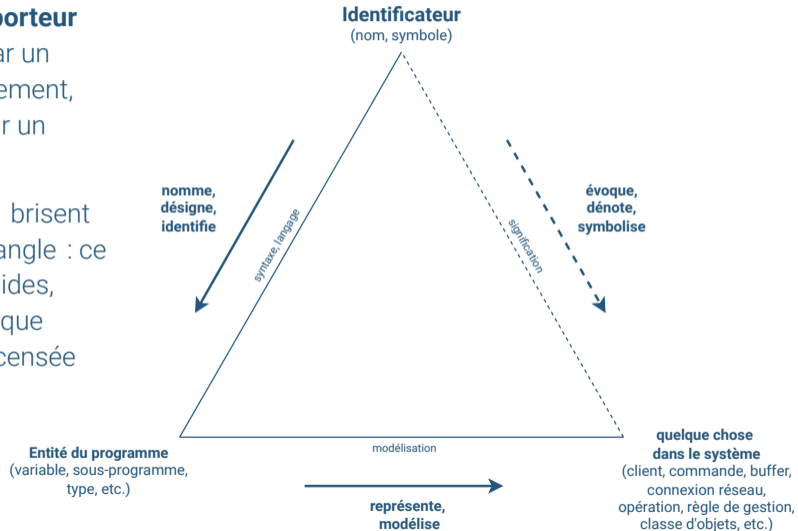 porteur
ar un
ement,
r un
brisent
angle : ce
ides,
que
censée
Identificateur
(nom, symbole)
nomme,
désigne,
identifie
syntaxe, langage
signification
évoque,
dénote,
symbolise
Entité du programme
(variable, sous-programme,
type, etc.)
modélisation
représente,
modélise
quelque chose
dans le système
(client, commande, buffer,
connexion réseau,
opération, règle de gestion,
classe d'objets, etc.)